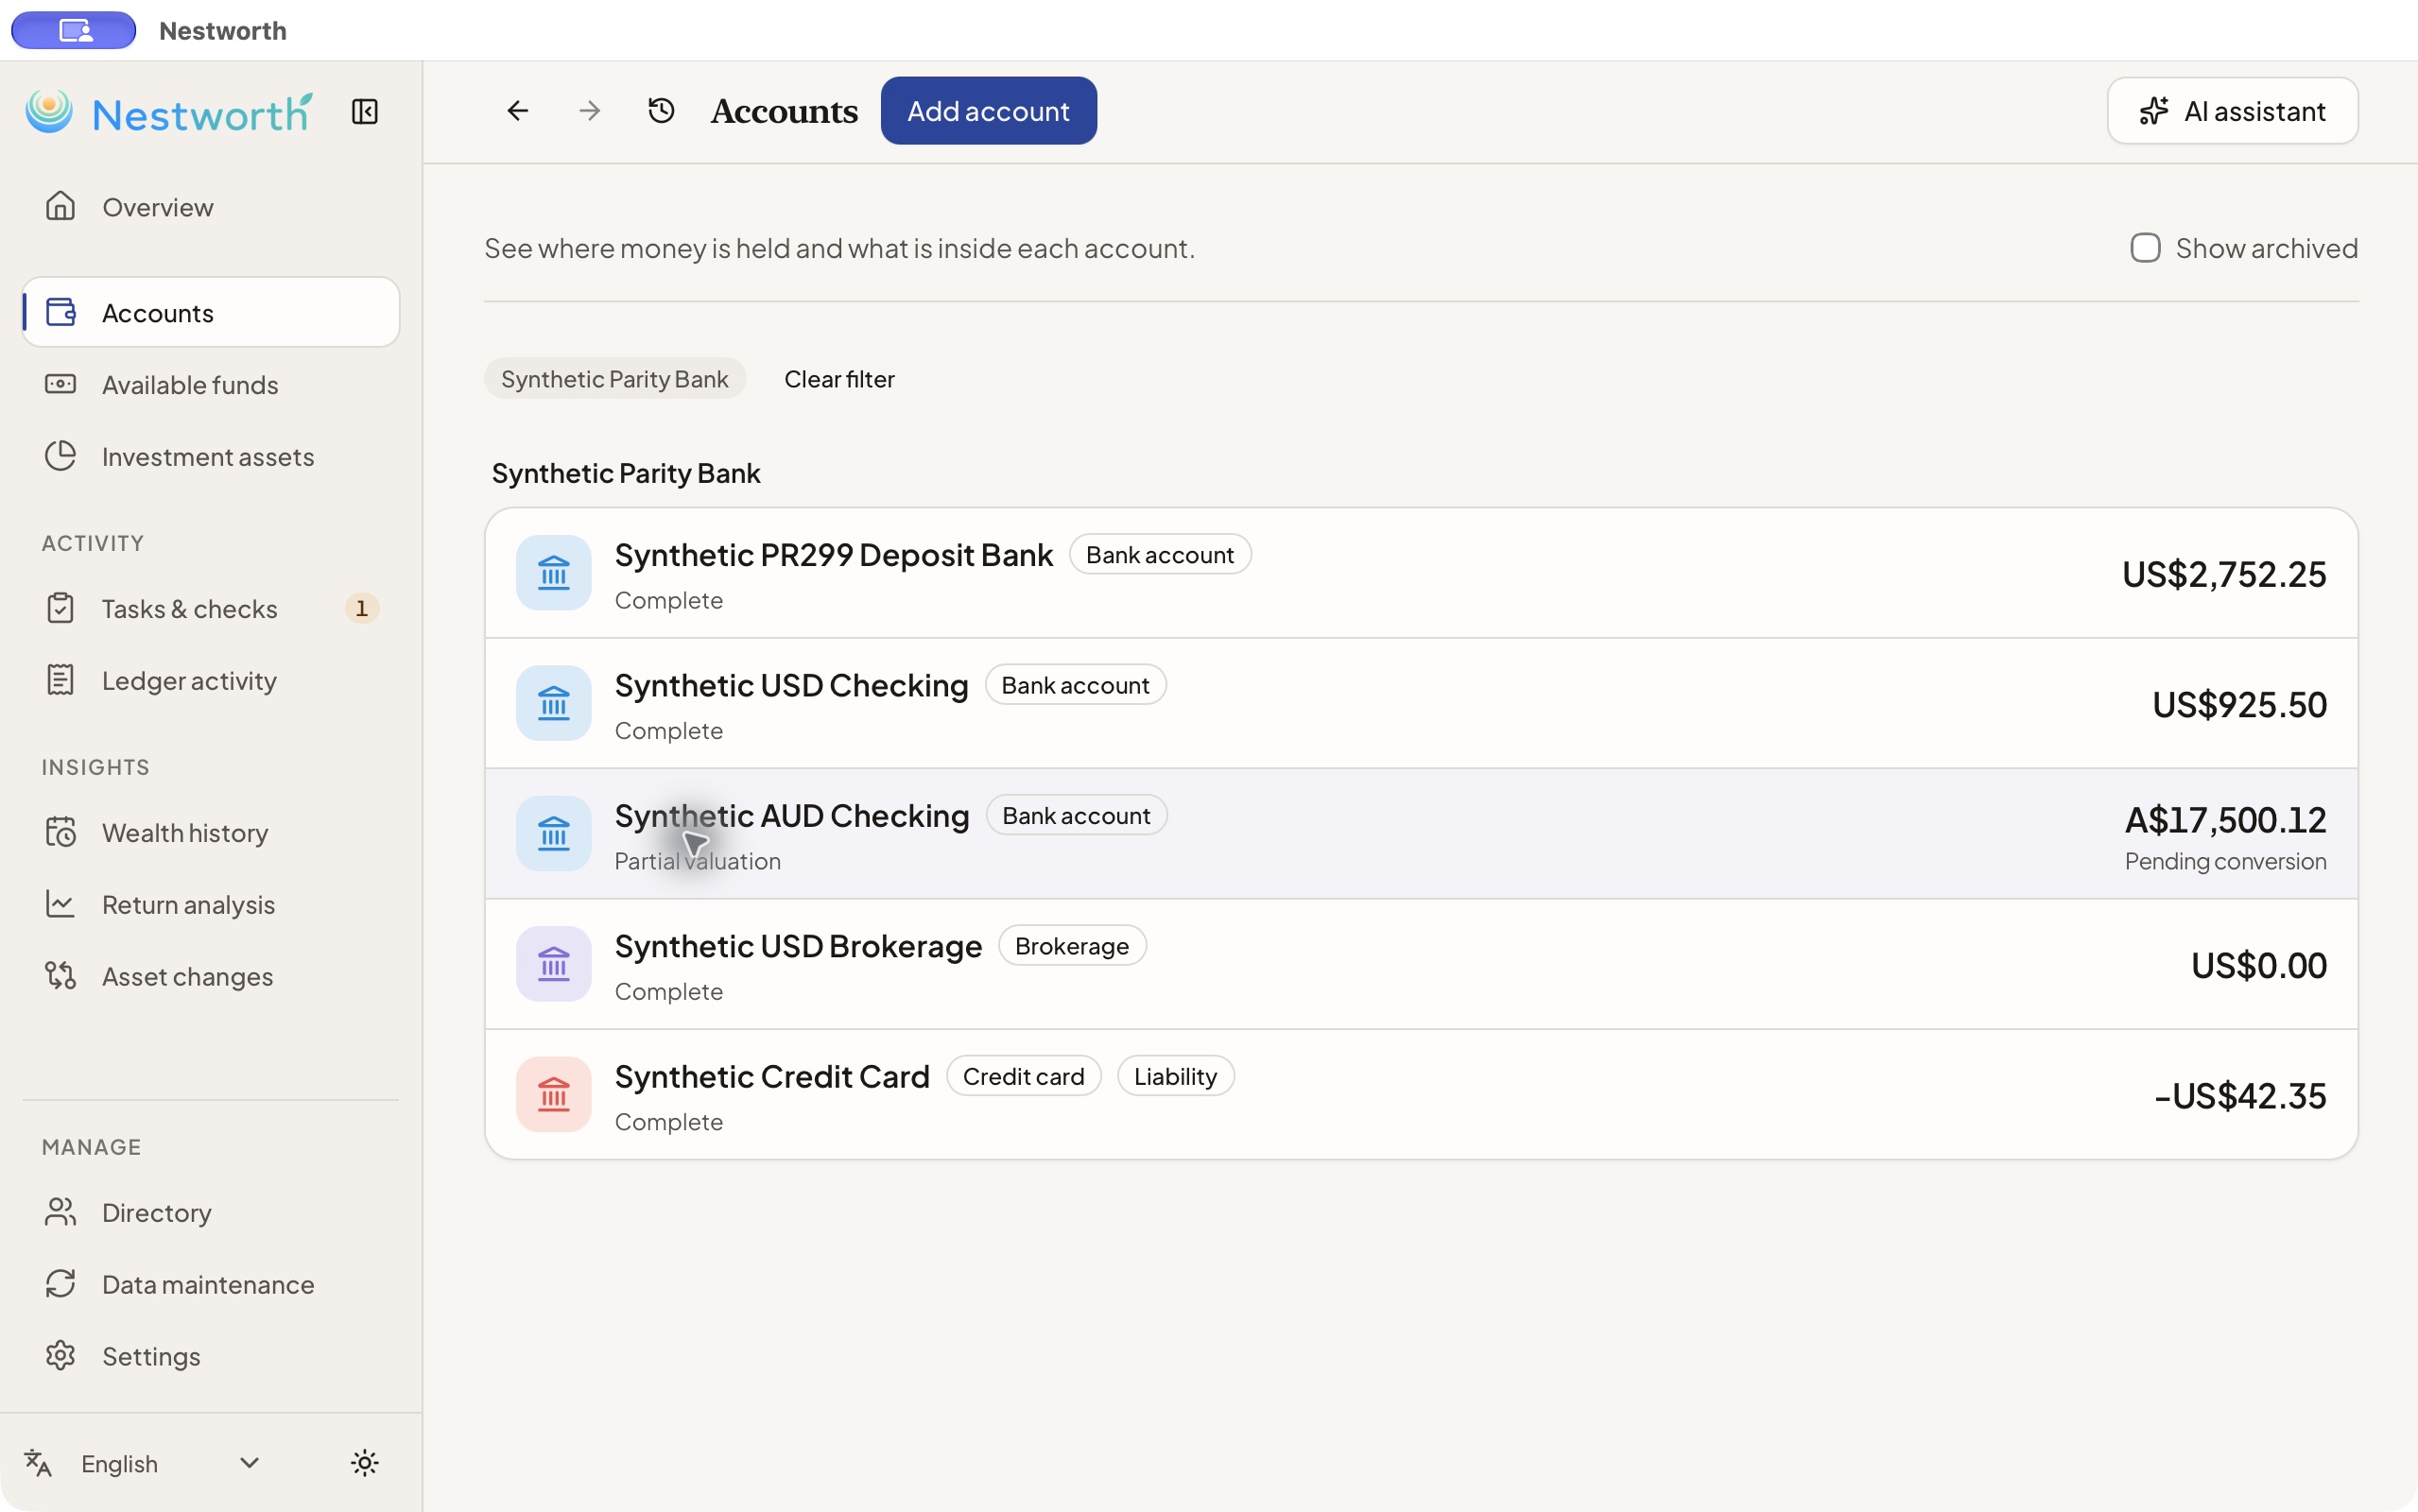 Nestworth
Nestworth
Accounts
Add account
AI assistant
Overview
Accounts
Available funds
Investment assets
ACTIVITY
Tasks & checks
1
Ledger activity
INSIGHTS
Wealth history
Return analysis
Asset changes
MANAGE
Directory
Data maintenance
Settings
English
See where money is held and what is inside each account.
Show archived
Synthetic Parity Bank
Clear filter
Synthetic Parity Bank
Synthetic PR299 Deposit Bank
Bank account
Complete
US$2,752.25
Synthetic USD Checking
Bank account
Complete
US$925.50
Synthetic AUD Checking
Bank account
Partial valuation
A$17,500.12
Pending conversion
Synthetic USD Brokerage
Brokerage
Complete
US$0.00
Synthetic Credit Card
Credit card
Liability
Complete
-US$42.35